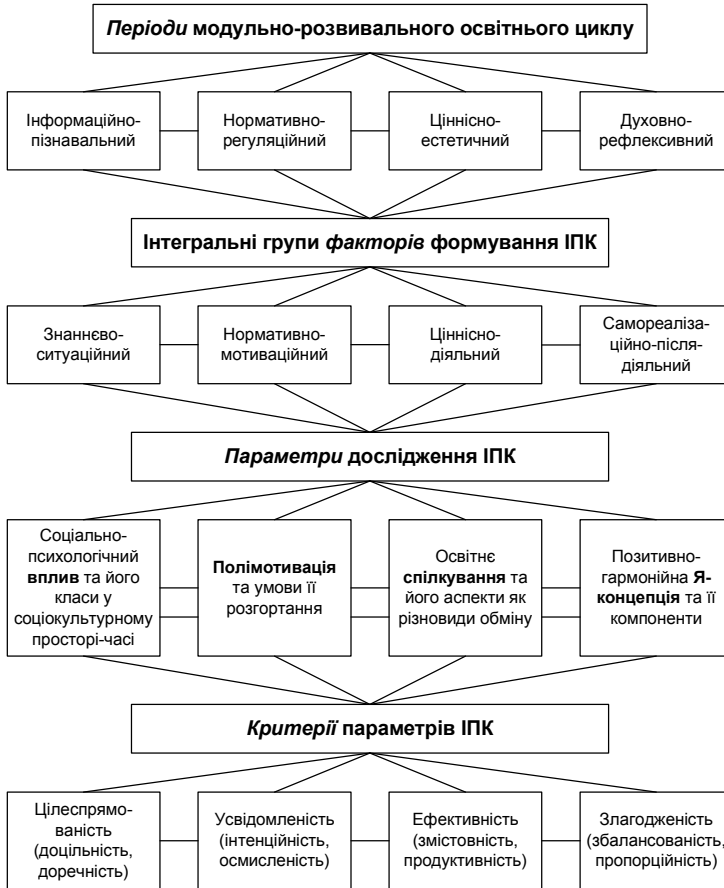 Періоди модульно-розвивального освітнього циклу
Інформаційно-
пізнавальний
Нормативно-
регуляційний
Ціннісно-
естетичний
Духовно-
рефлексивний
Інтегральні групи факторів формування ІПК
Знаннєво-
ситуаційний
Нормативно-
мотиваційний
Ціннісно-
діяльний
Самореаліза-
ційно-після-
діяльний
Параметри дослідження ІПК
Соціально-
психологічний
вплив та його
класи у
соціокультурному
просторі-часі
Полімотивація
та умови її
розгортання
Освітнє
спілкування та
його аспекти як
різновиди обміну
Позитивно-
гармонійна Я-
концепція та її
компоненти
Критерії параметрів ІПК
Цілеспрямо-
ваність
(доцільність,
доречність)
Усвідомленість
(інтенційність,
осмисленість)
Ефективність
(змістовність,
продуктивність)
Злагодженість
(збалансованість,
пропорційність)